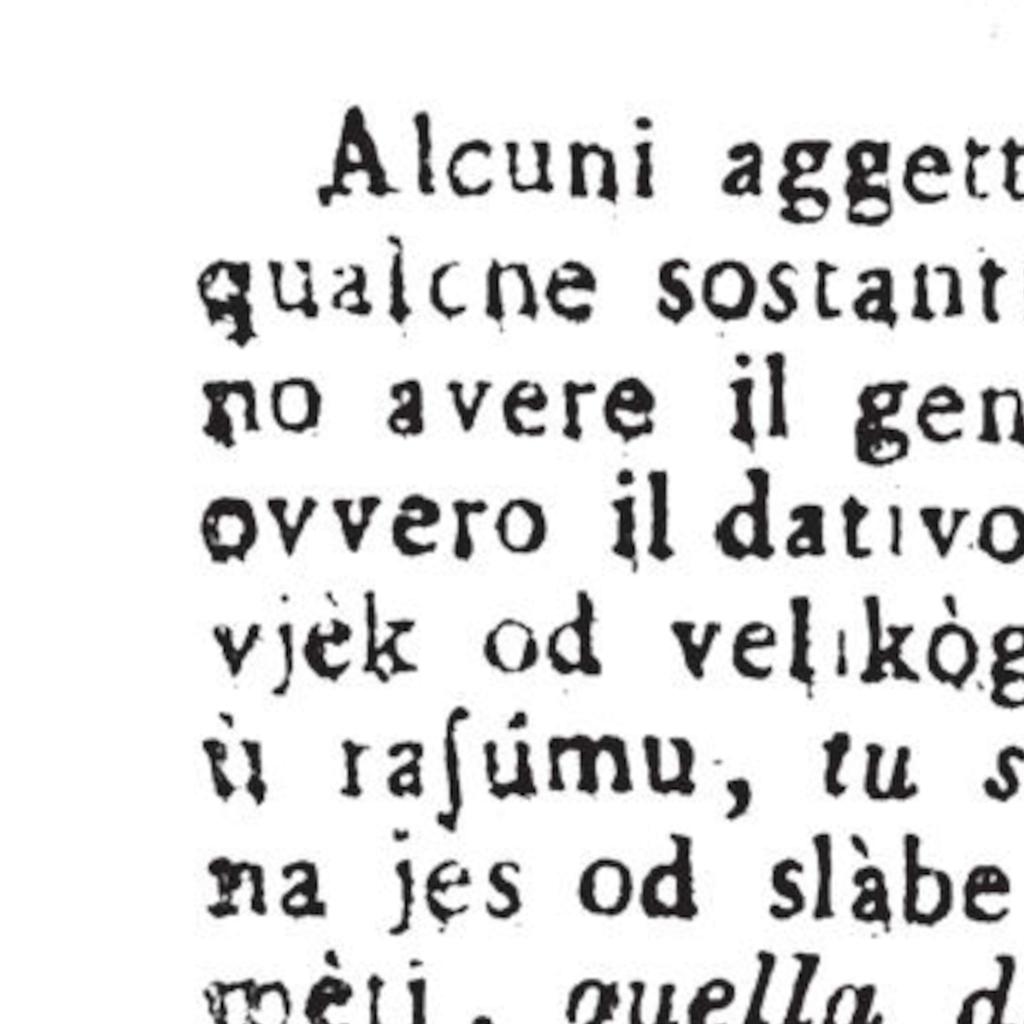 Alcuni aggett
qualche sostant
no avere il gen
ovvero il dativo
vjèk od velikòg
ti raſúmu, tu s
na jes od slàbe
mèti, quella d